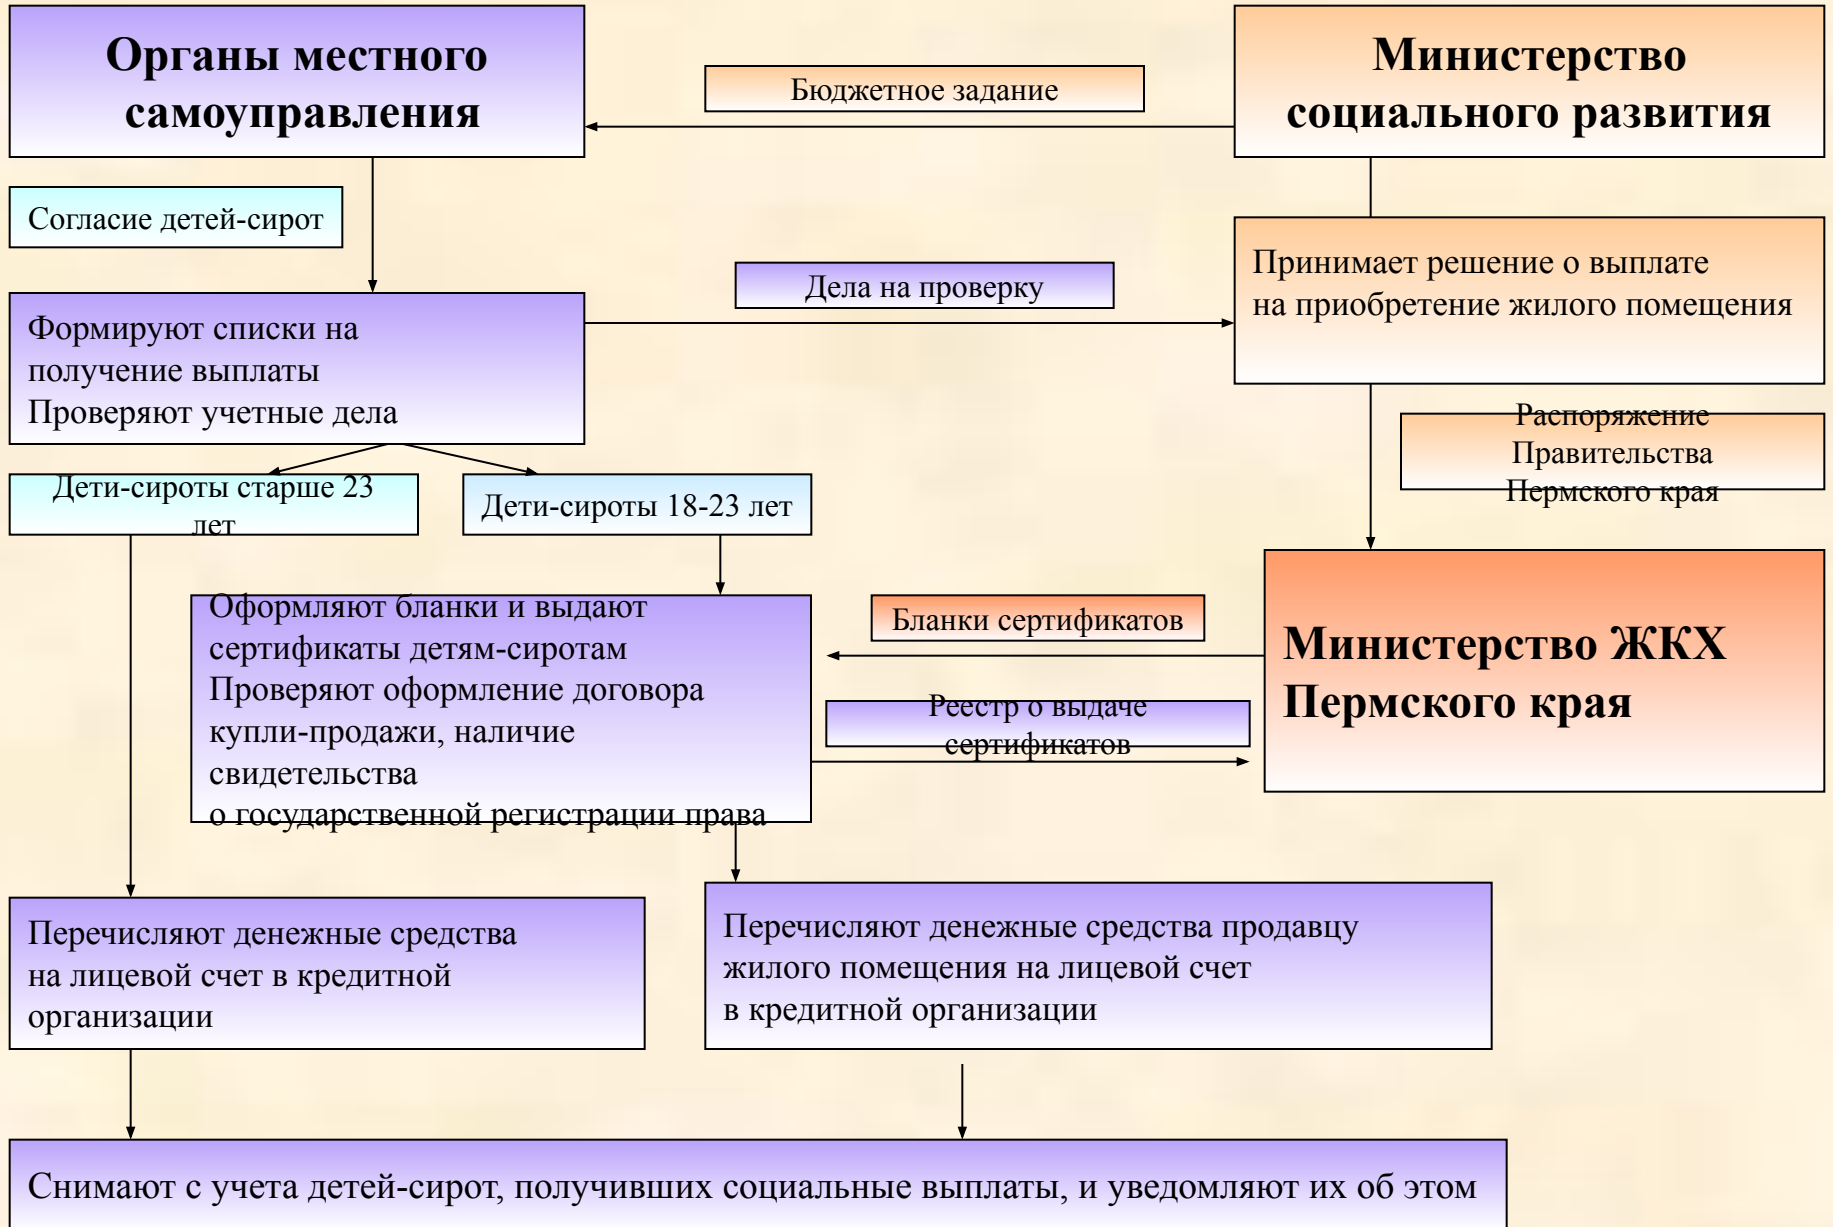 Органы местного
самоуправления
Бюджетное задание
Министерство
социального развития
Согласие детей-сирот
Дела на проверку
Принимает решение о выплате
на приобретение жилого помещения
Формируют списки на
получение выплаты
Проверяют учетные дела
Распоряжение
Правительства
Пермского края
Дети-сироты старше 23
лет
Дети-сироты 18-23 лет
Оформляют бланки и выдают
сертификаты детям-сиротам
Проверяют оформление договора
купли-продажи, наличие
свидетельства
о государственной регистрации права
Бланки сертификатов
Реестр о выдаче
сертификатов
Министерство ЖКХ
Пермского края
Перечисляют денежные средства
на лицевой счет в кредитной
организации
Перечисляют денежные средства продавцу
жилого помещения на лицевой счет
в кредитной организации
Снимают с учета детей-сирот, получивших социальные выплаты, и уведомляют их об этом